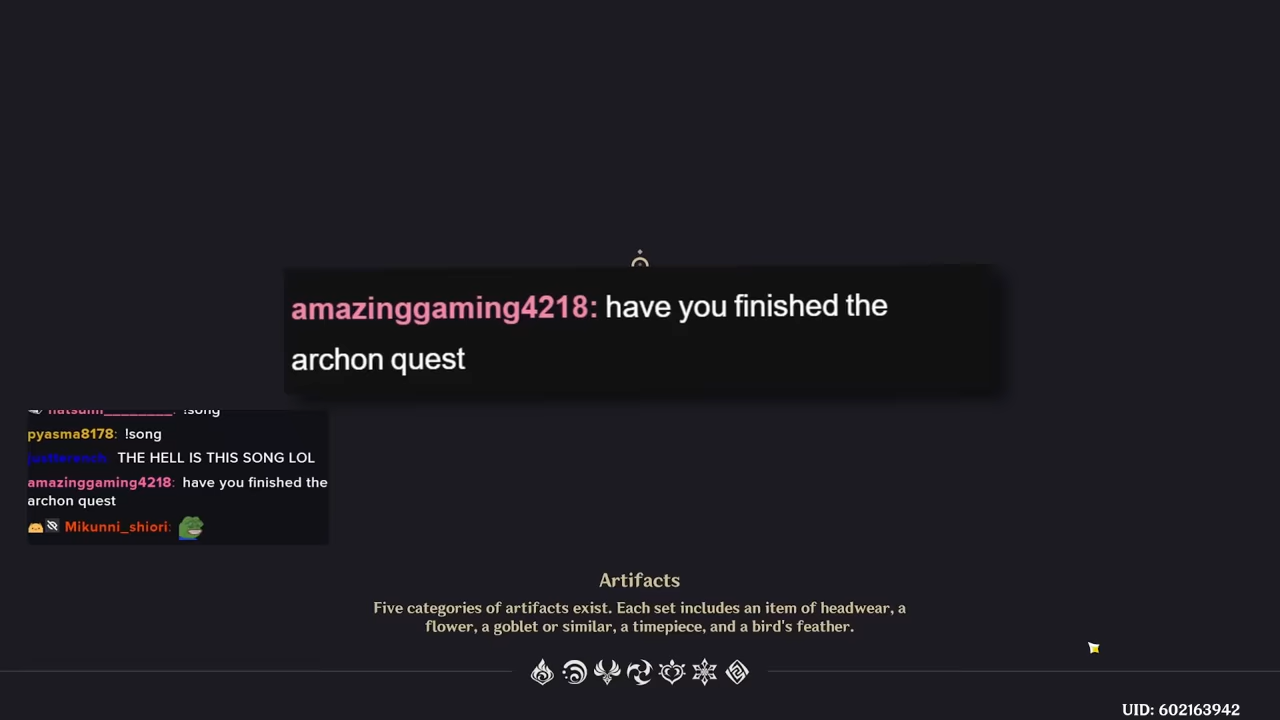 amazinggaming4218: have you finished the
archon quest
!song
pyasma8178: !song
THE HELL IS THIS SONG LOL
amazinggaming4218: have you finished the
archon quest
Mikunni_shiori:
Artifacts
Five categories of artifacts exist. Each set includes an item of headwear, a
flower, a goblet or similar, a timepiece, and a bird's feather.
UID: 602163942